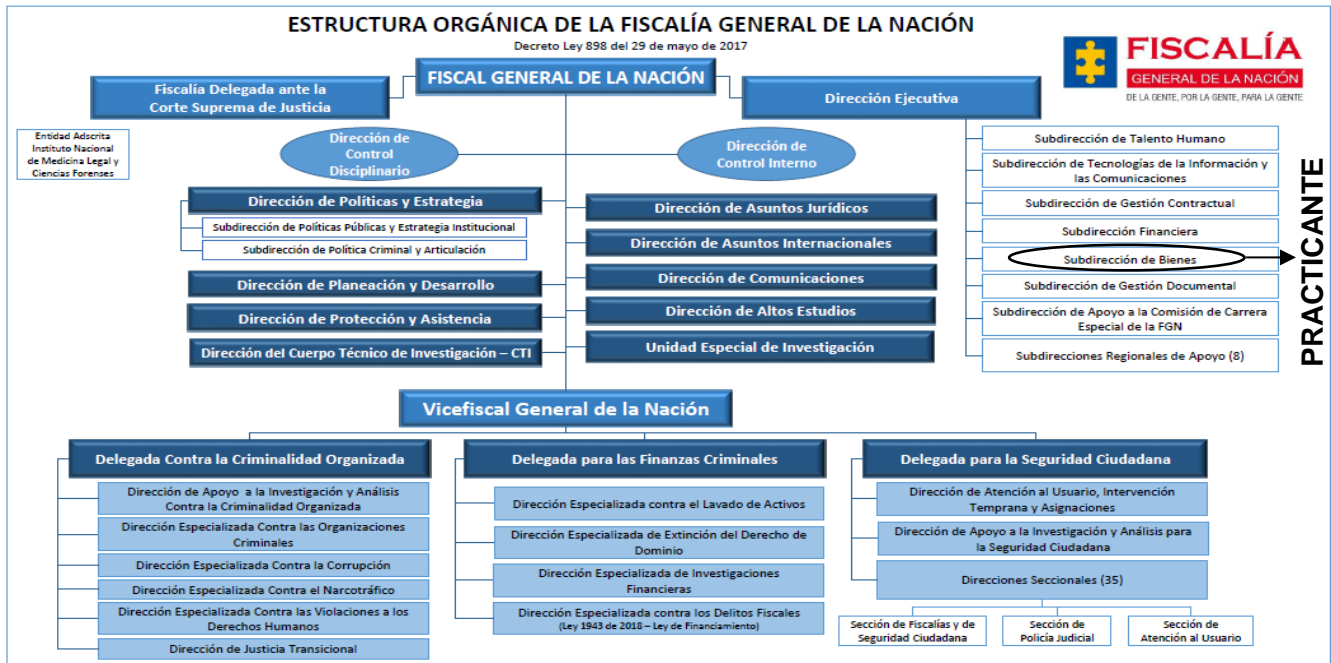 ESTRUCTURA ORGÁNICA DE LA FISCALÍA GENERAL DE LA NACIÓN
Decreto Ley 898 del 29 de mayo de 2017
FISCALÍA
GENERAL DE LA NACIÓN
DE LA GENTE, POR LA GENTE, PARA LA GENTE
FISCAL GENERAL DE LA NACIÓN
Fiscalía Delegada ante la
Corte Suprema de Justicia
Dirección Ejecutiva
Entidad Adscrita
Instituto Nacional
de Medicina Legal y
Ciencias Forenses
Dirección de
Control
Disciplinario
Dirección de
Control Interno
Subdirección de Talento Humano
Subdirección de Tecnologías de la Información y
las Comunicaciones
Subdirección de Gestión Contractual
Subdirección Financiera
Subdirección de Bienes
Subdirección de Gestión Documental
Subdirección de Apoyo a la Comisión de Carrera
Especial de la FGN
Subdirecciones Regionales de Apoyo (8)
PRACTICANTE
Dirección de Políticas y Estrategia
Subdirección de Políticas Públicas y Estrategia Institucional
Subdirección de Política Criminal y Articulación
Dirección de Planeación y Desarrollo
Dirección de Protección y Asistencia
Dirección del Cuerpo Técnico de Investigación – CTI
Dirección de Asuntos Jurídicos
Dirección de Asuntos Internacionales
Dirección de Comunicaciones
Dirección de Altos Estudios
Unidad Especial de Investigación
Vicefiscal General de la Nación
Delegada Contra la Criminalidad Organizada
Dirección de Apoyo a la Investigación y Análisis
Contra la Criminalidad Organizada
Dirección Especializada Contra las Organizaciones
Criminales
Dirección Especializada Contra la Corrupción
Dirección Especializada Contra el Narcotráfico
Dirección Especializada Contra las Violaciones a los
Derechos Humanos
Dirección de Justicia Transicional
Delegada para las Finanzas Criminales
Dirección Especializada contra el Lavado de Activos
Dirección Especializada de Extinción del Derecho de
Dominio
Dirección Especializada de Investigaciones
Financieras
Dirección Especializada contra los Delitos Fiscales
(Ley 1943 de 2018 – Ley de Financiamiento)
Delegada para la Seguridad Ciudadana
Dirección de Atención al Usuario, Intervención
Temprana y Asignaciones
Dirección de Apoyo a la Investigación y Análisis para
la Seguridad Ciudadana
Direcciones Seccionales (35)
Sección de Fiscalías y de
Seguridad Ciudadana
Sección de
Policía Judicial
Sección de
Atención al Usuario